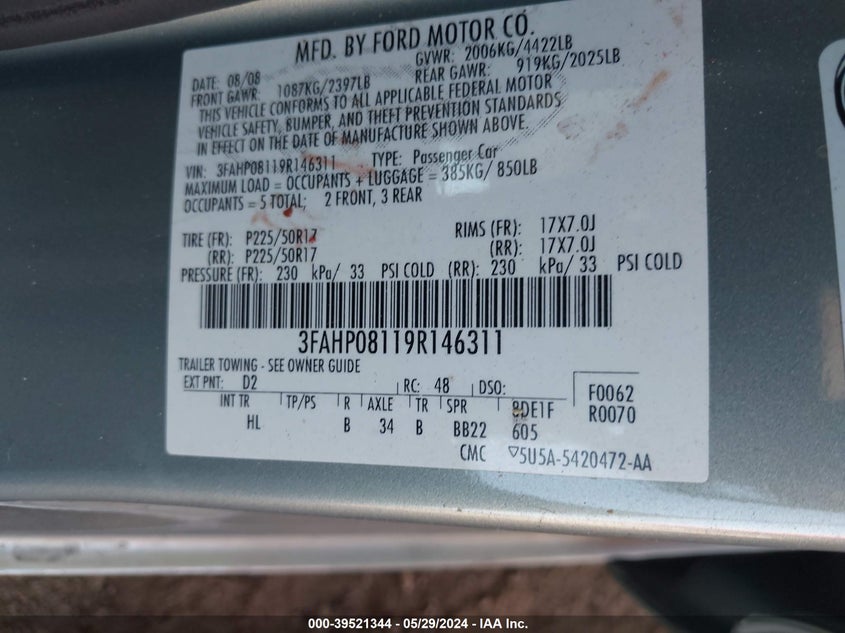 MFD. BY FORD MOTOR CO.
DATE: 08/08 GVWR: 2006KG/4422LB
FRONT GAWR: 1087KG/2397LB REAR GAWR: 919KG/2025LB
THIS VEHICLE CONFORMS TO ALL APPLICABLE FEDERAL MOTOR
VEHICLE SAFETY, BUMPER, AND THEFT PREVENTION STANDARDS
IN EFFECT ON THE DATE OF MANUFACTURE SHOWN ABOVE.
VIN: 3FAHP08119R146311 TYPE: Passenger Car
MAXIMUM LOAD = OCCUPANTS + LUGGAGE = 385KG/ 850LB
OCCUPANTS = 5 TOTAL; 2 FRONT, 3 REAR
TIRE (FR): P225/50R17 RIMS (FR): 17X7.0J
(RR): P225/50R17 (RR): 17X7.0J
PRESSURE (FR): 230 kPa/ 33 PSI COLD (RR): 230 kPa/ 33 PSI COLD
3FAHP08119R146311
TRAILER TOWING - SEE OWNER GUIDE
EXT PNT: D2 RC: 48 DSO: F0062
INT TR TP/PS R AXLE TR SPR 8DE1F R0070
HL B 34 B BB22 605
CMC ▽5U5A-5420472-AA
000-39521344 | 05/29/2024 | IAA Inc.